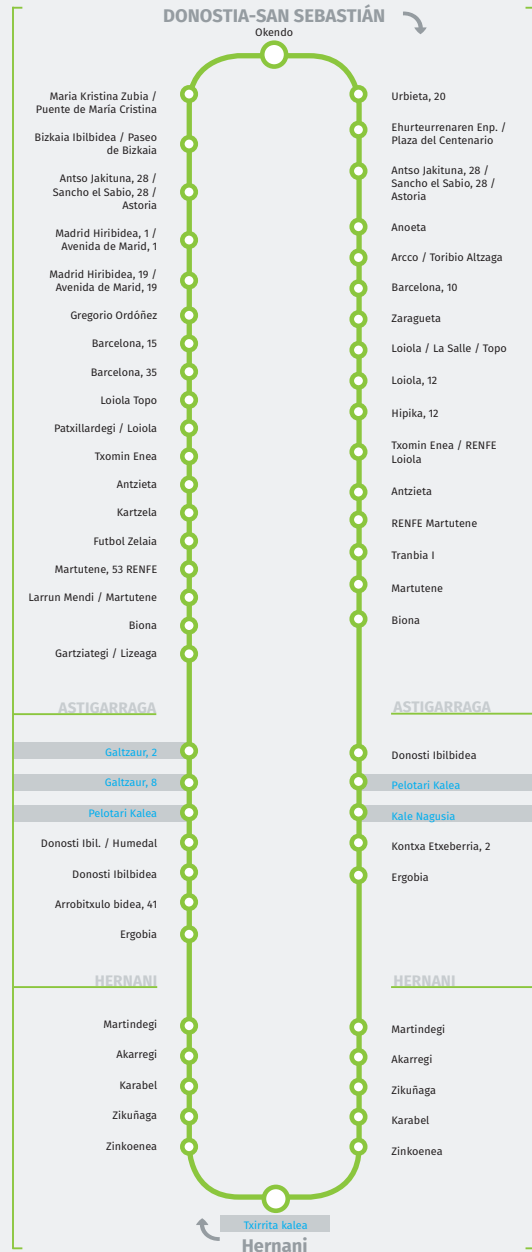 DONOSTIA-SAN SEBASTIÁN
Okendo
Maria Kristina Zubia /
Puente de María Cristina
Bizkaia Ibilbidea / Paseo
de Bizkaia
Antso Jakituna, 28 /
Sancho el Sabio, 28 /
Astoria
Madrid Hiribidea, 1 /
Avenida de Marid, 1
Madrid Hiribidea, 19 /
Avenida de Marid, 19
Gregorio Ordóñez
Barcelona, 15
Barcelona, 35
Loiola Topo
Patxillardegi / Loiola
Txomin Enea
Antzieta
Kartzela
Futbol Zelaia
Martutene, 53 RENFE
Larrun Mendi / Martutene
Biona
Gartziategi / Lizeaga
ASTIGARRAGA
Galtzaur, 2
Galtzaur, 8
Pelotari Kalea
Donosti Ibil. / Humedal
Donosti Ibilbidea
Arrobitxulo bidea, 41
Ergobia
HERNANI
Martindegi
Akarregi
Karabel
Zikuñaga
Zinkoenea
Urbieta, 20
Ehurteurrenaren Enp. /
Plaza del Centenario
Antso Jakituna, 28 /
Sancho el Sabio, 28 /
Astoria
Anoeta
Arcco / Toribio Altzaga
Barcelona, 10
Zaragueta
Loiola / La Salle / Topo
Loiola, 12
Hipika, 12
Txomin Enea / RENFE
Loiola
Antzieta
RENFE Martutene
Tranbia I
Martutene
Biona
ASTIGARRAGA
Donosti Ibilbidea
Pelotari Kalea
Kale Nagusia
Kontxa Etxeberria, 2
Ergobia
HERNANI
Martindegi
Akarregi
Zikuñaga
Karabel
Zinkoenea
Txirrita kalea
Hernani